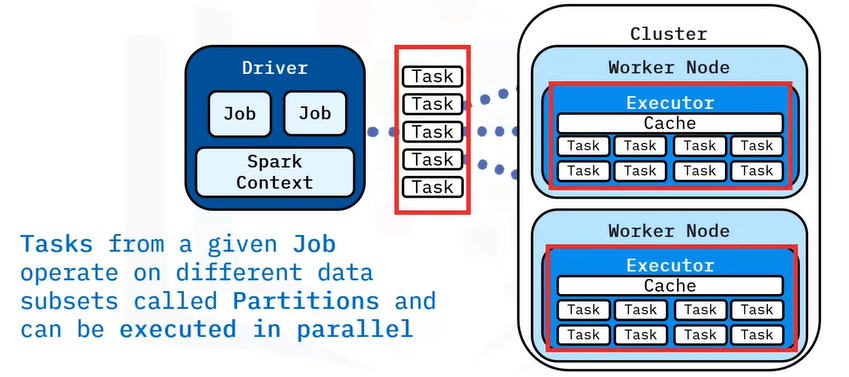 Driver
Job Job
Spark
Context
Task
Task
Task
Task
Task
Cluster
Worker Node
Executor
Cache
Task Task Task Task
Task Task Task Task
Worker Node
Executor
Cache
Task Task Task Task
Task Task Task Task
Tasks from a given Job
operate on different data
subsets called Partitions and
can be executed in parallel